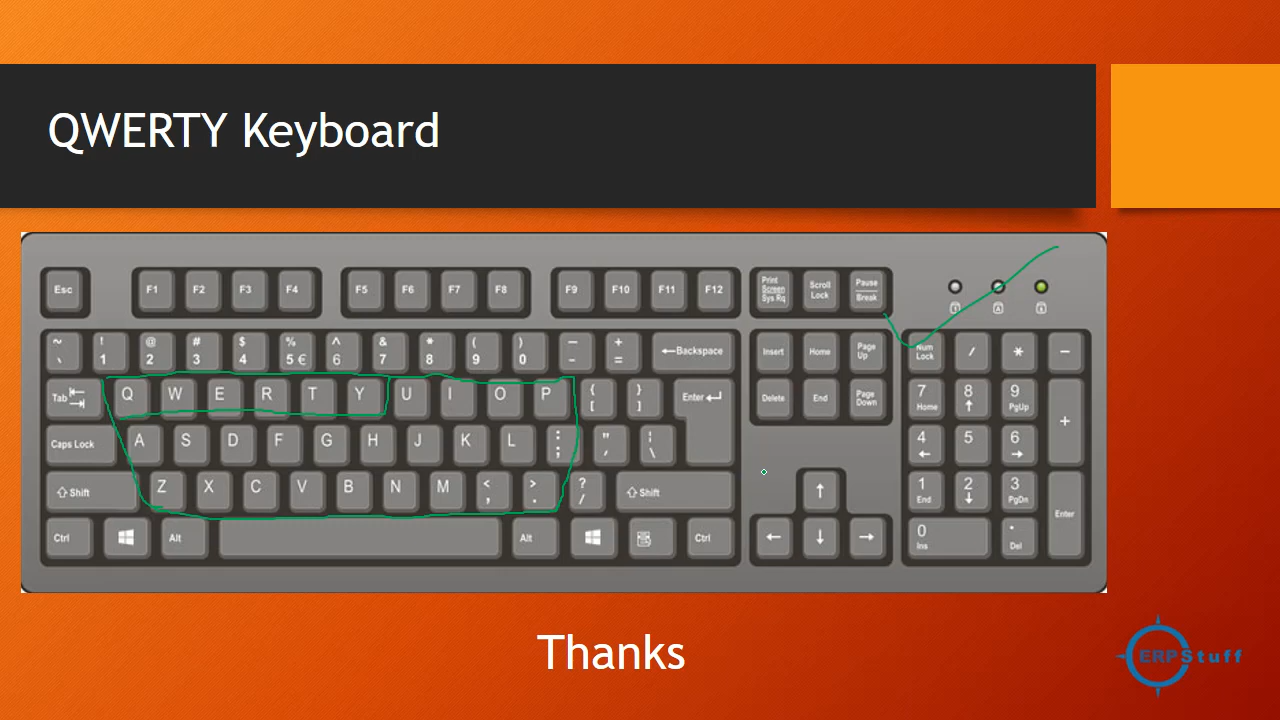 QWERTY Keyboard
Esc F1 F2 F3 F4 F5 F6 F7 F8 F9 F10 F11 F12 Print Screen Sys Rq Scroll Lock Pause Break
~ ` ! 1 @ 2 # 3 $ 4 % 5 € ^ 6 & 7 * 8 ( 9 ) 0 - - + = ←Backspace Insert Home Page Up Num Lock / * -
Tab Q W E R T Y U I O P { [ } ] Enter Delete End Page Down 7 Home 8 ↑ 9 PgUp +
Caps Lock A S D F G H J K L : ; " , ¦ \ 4 ← 5 6 →
⇧ Shift Z X C V B N M < , > . ? / ⇧ Shift ↑ 1 End 2 ↓ 3 PgDn Enter
Ctrl Alt Alt Ctrl ← ↓ → 0 Ins . Del
Thanks
ERPStuff